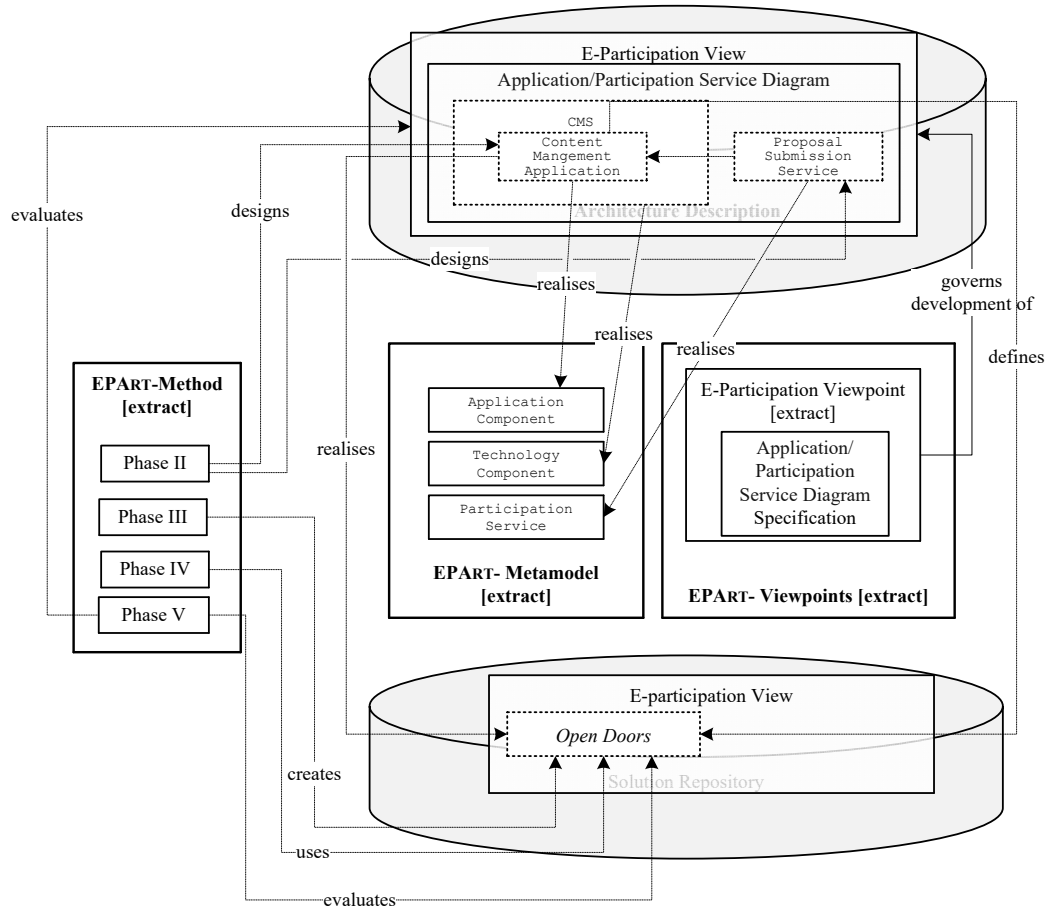 E-Participation View
Application/Participation Service Diagram
CMS
Content
Mangement
Application
Proposal
Submission
Service
Architecture Description
evaluates
designs
designs
realises
governs
development of
realises
realises
defines
EPART-Method
[extract]
Phase II
Phase III
Phase IV
Phase V
realises
Application
Component
Technology
Component
Participation
Service
EPART- Metamodel
[extract]
E-Participation Viewpoint
[extract]
Application/
Participation
Service Diagram
Specification
EPART- Viewpoints [extract]
E-participation View
Open Doors
Solution Repository
creates
uses
evaluates